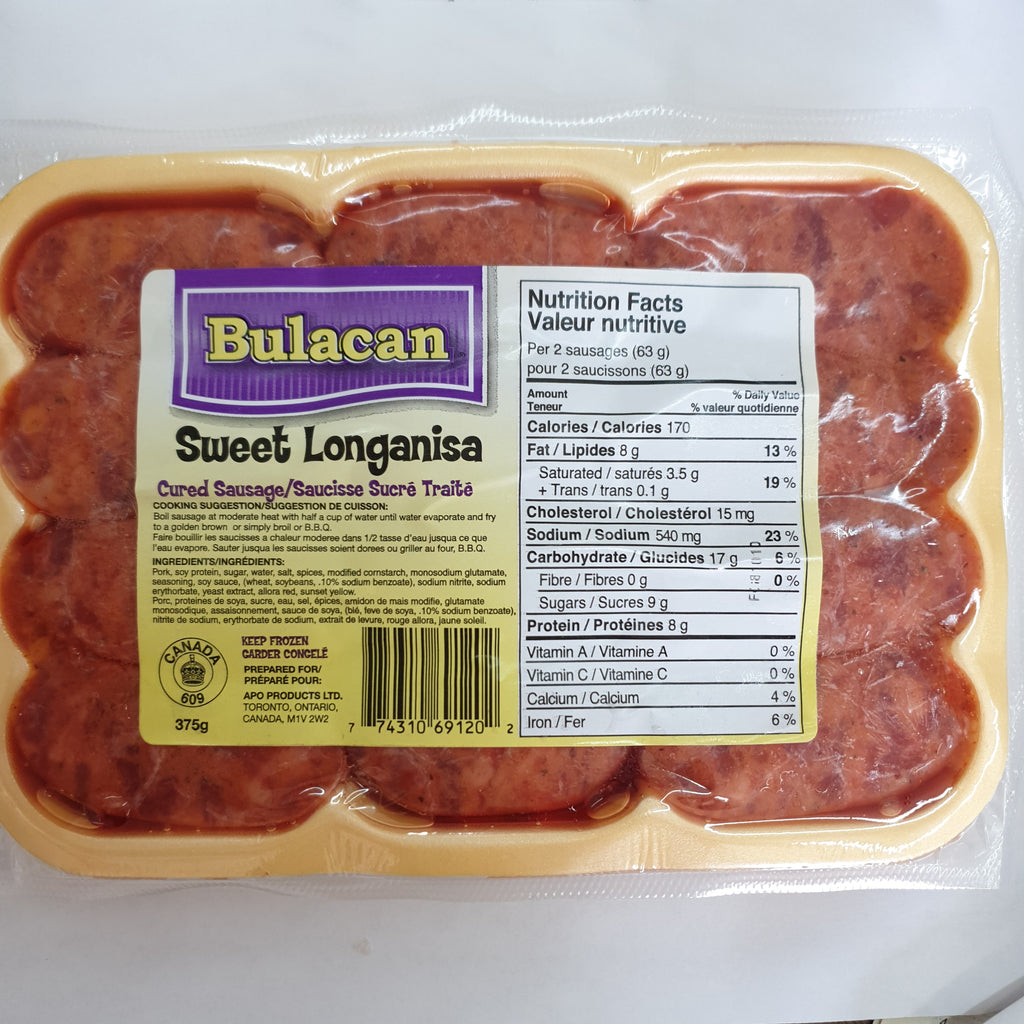 Bulacan
Sweet Longanisa
Cured Sausage/Saucisse Sucré Traité
COOKING SUGGESTION/SUGGESTION DE CUISSON:
Boil sausage at moderate heat with half a cup of water until water evaporate and fry
to a golden brown or simply broil or B.B.Q.
Faire bouillir les saucisses a chaleur moderee dans 1/2 tasse d'eau jusqua ce que
l'eau evapore. Sauter jusqua les saucisses soient dorees ou griller au four, B.B.Q.
INGREDIENTS/INGRÉDIENTS:
Pork, soy protein, sugar, water, salt, spices, modified cornstarch, monosodium glutamate,
seasoning, soy sauce, (wheat, soybeans, .10% sodium benzoate), sodium nitrite, sodium
erythorbate, yeast extract, allora red, sunset yellow.
Porc, proteines de soya, sucre, eau, sel, épices, amidon de mais modifie, glutamate
monosodique, assaisonnement, sauce de soya, (blé, feve de soya, .10% sodium benzoate),
nitrite de sodium, erythorbate de sodium, extrait de levure, rouge allora, jaune soleil.
CANADA
609
375g
KEEP FROZEN
GARDER CONGELÉ
PREPARED FOR/
PRÉPARÉ POUR:
APO PRODUCTS LTD.
TORONTO, ONTARIO,
CANADA, M1V 2W2
7 74310 69120 2
Nutrition Facts
Valeur nutritive
Per 2 sausages (63 g)
pour 2 saucissons (63 g)
Amount % Daily Value
Teneur % valeur quotidienne
Calories / Calories 170
Fat / Lipides 8 g 13 %
Saturated / saturés 3.5 g
+ Trans / trans 0.1 g 19 %
Cholesterol / Cholestérol 15 mg
Sodium / Sodium 540 mg 23 %
Carbohydrate / Glucides 17 g 6 %
Fibre / Fibres 0 g 0 %
Sugars / Sucres 9 g
Protein / Protéines 8 g
Vitamin A / Vitamine A 0 %
Vitamin C / Vitamine C 0 %
Calcium / Calcium 4 %
Iron / Fer 6 %